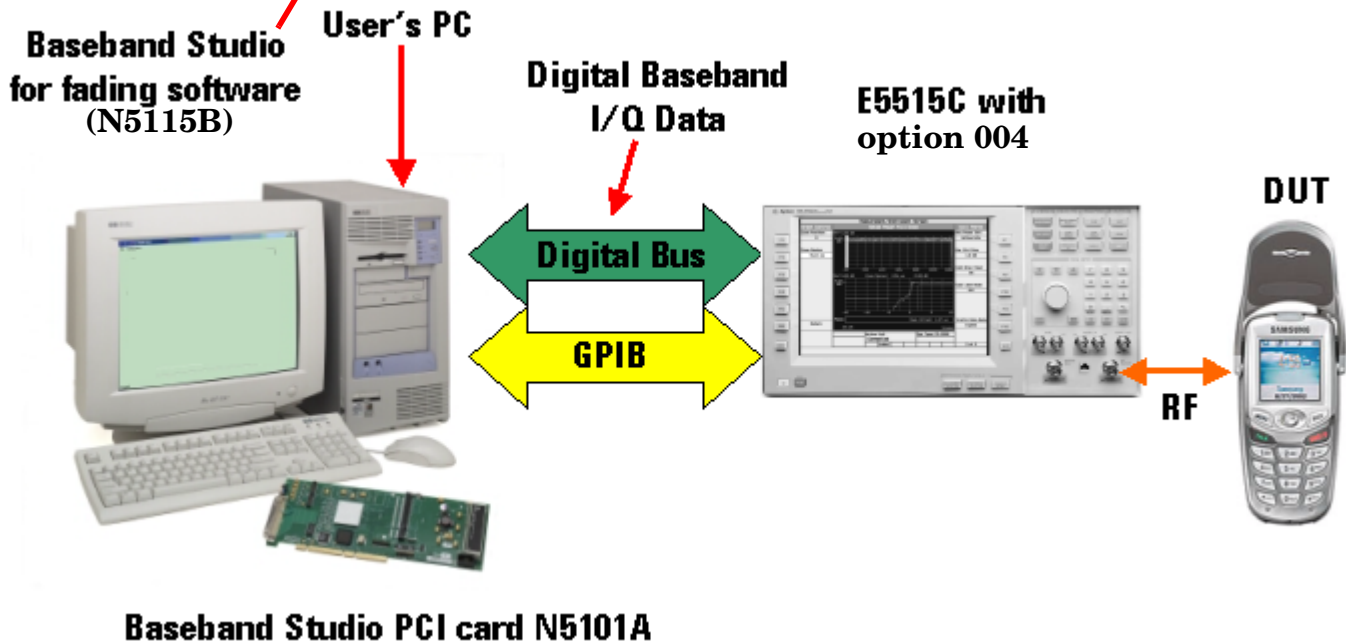 Baseband Studio
for fading software
(N5115B)
User's PC
Digital Baseband
I/Q Data
E5515C with
option 004
DUT
Digital Bus
GPIB
SAMSUNG
RF
Baseband Studio PCI card N5101A